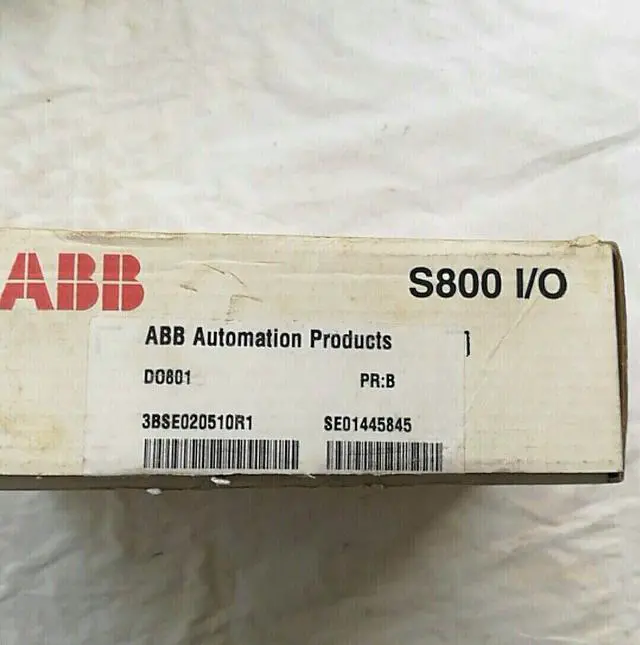 ABB
S800 I/O
ABB Automation Products
DO801
PR:B
3BSE020510R1
SE01445845